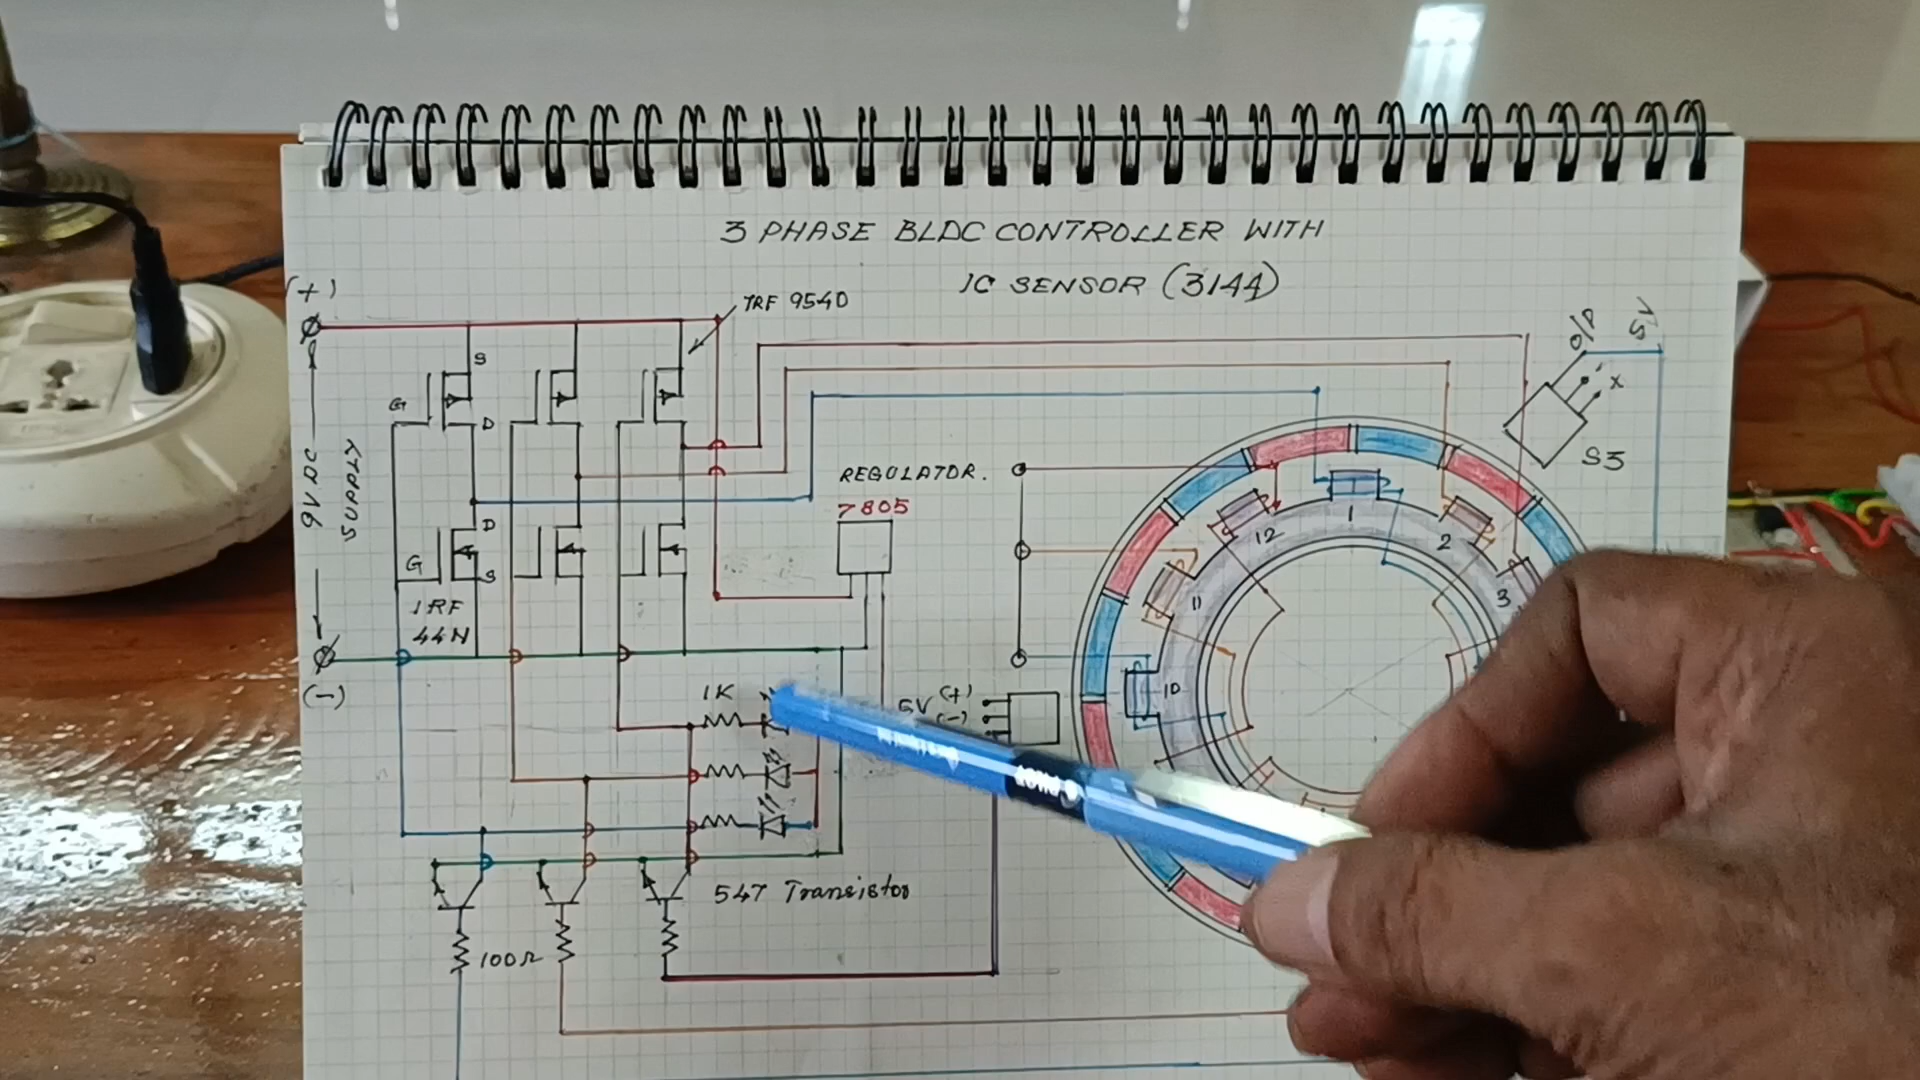 3 PHASE BLDC CONTROLLER WITH
IC SENSOR (3144)
(+)
IRF 9540
S
G
D
9V DC
SUPPLY
D
G
S
IRF
44N
(-)
REGULATOR.
7805
O/P
5V
X
S3
12
1
2
3
11
10
1K
5V (+)
(-)
547 Transistor
100Ω